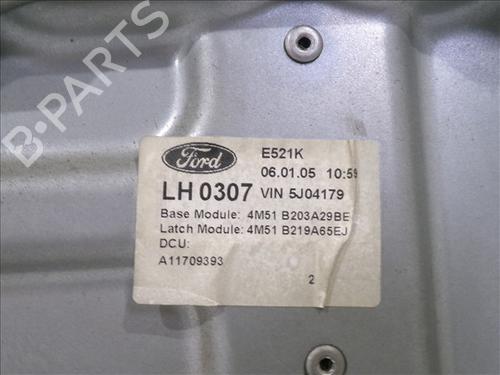 B-PARTS
Ford
E521K
06.01.05 10:59
LH 0307 VIN 5J04179
Base Module: 4M51 B203A29BE
Latch Module: 4M51 B219A65EJ
DCU:
A11709393
2